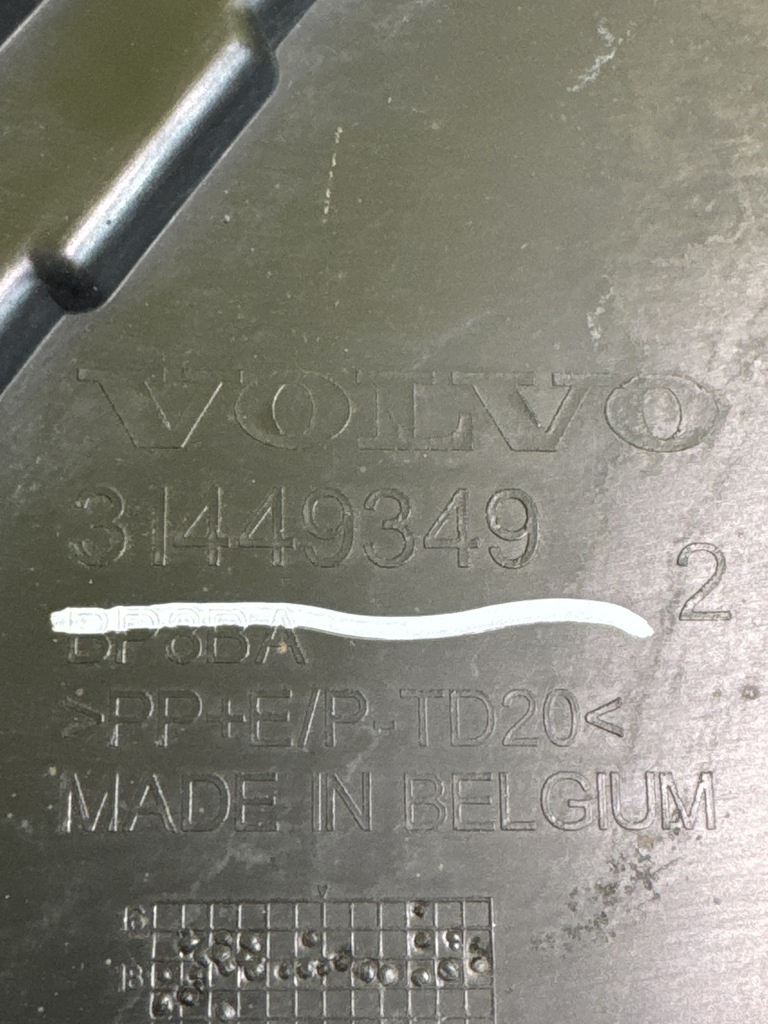 VOLVO
31449349
2
>PP+E/P-TD20<
MADE IN BELGIUM